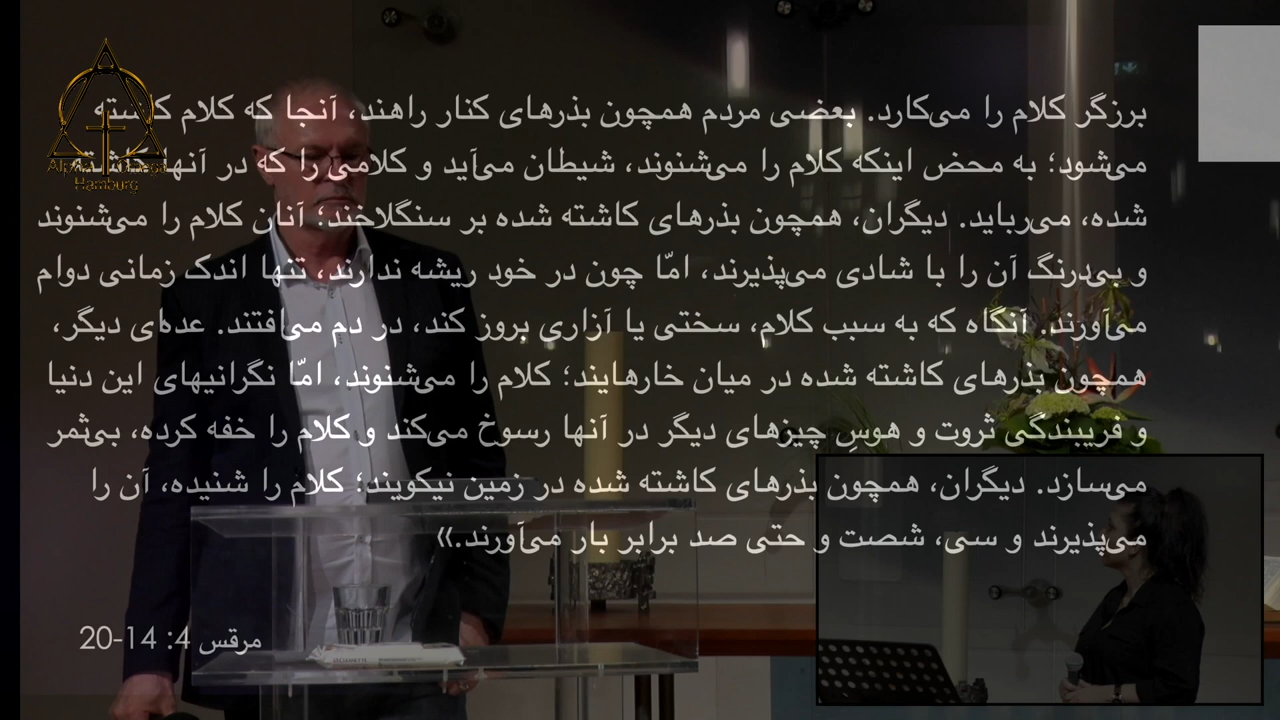 برزگر کلام را می‌کارد. بعضی مردم همچون بذرهای کنار راهند، آنجا که کلام کاشته
می‌شود؛ به محض اینکه کلام را می‌شنوند، شیطان می‌آید و کلامی را که در آنها کاشته
شده، می‌رباید. دیگران، همچون بذرهای کاشته شده بر سنگلاخند؛ آنان کلام را می‌شنوند
و بی‌درنگ آن را با شادی می‌پذیرند، امّا چون در خود ریشه ندارند، تنها اندک زمانی دوام
می‌آورند. آنگاه که به سبب کلام، سختی یا آزاری بروز کند، در دم می‌افتند. عده‌ای دیگر،
همچون بذرهای کاشته شده در میان خارهایند؛ کلام را می‌شنوند، امّا نگرانیهای این دنیا
و فریبندگی ثروت و هوسِ چیزهای دیگر در آنها رسوخ می‌کند و کلام را خفه کرده، بی‌ثمر
می‌سازد. دیگران، همچون بذرهای کاشته شده در زمین نیکویند؛ کلام را شنیده، آن را
می‌پذیرند و سی، شصت و حتی صد برابر بار می‌آورند.»
مرقس 4: 14-20
Hamburg